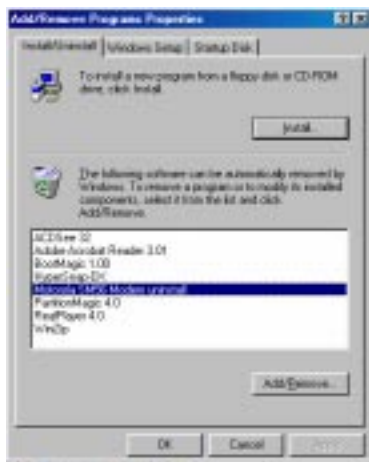 Add/Remove Programs Properties
? X
Install/Uninstall Windows Setup Startup Disk
To install a new program from a floppy disk or CD-ROM
drive, click Install.
Install...
The following software can be automatically removed by
Windows. To remove a program or to modify its installed
components, select it from the list and click
Add/Remove.
ACDSee 32
Adobe Acrobat Reader 3.01
BootMagic 1.00
HyperSnap-DX
Motorola SM56 Modem uninstall
PartitionMagic 4.0
RealPlayer 4.0
WinZip
Add/Remove...
OK Cancel Apply